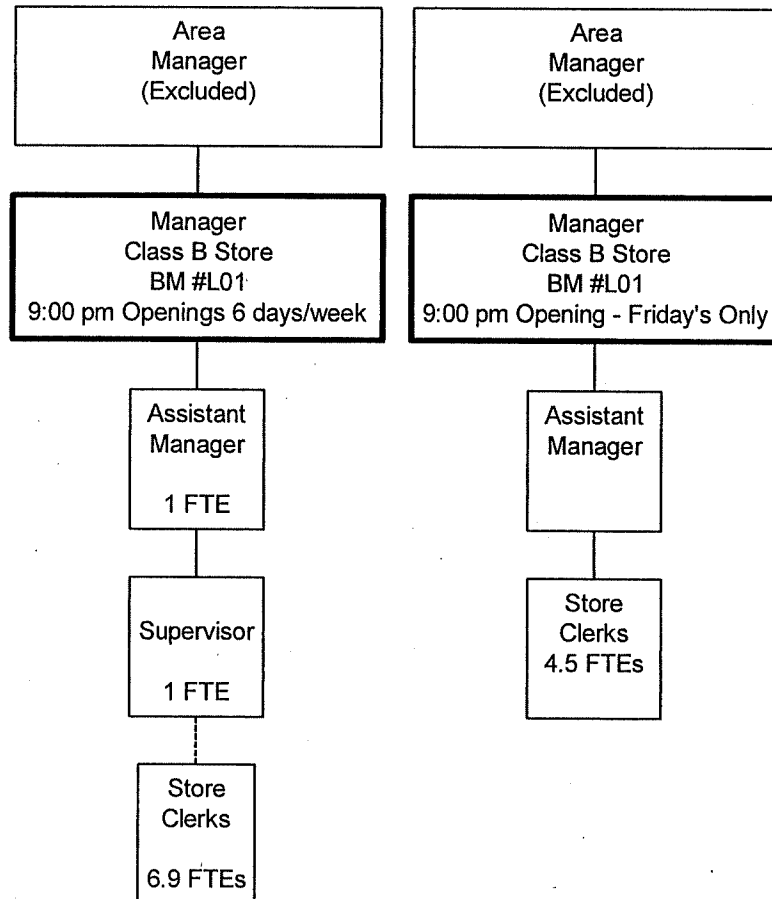 Area
Manager
(Excluded)
Manager
Class B Store
BM #L01
9:00 pm Openings 6 days/week
Assistant
Manager
1 FTE
Supervisor
1 FTE
Store
Clerks
6.9 FTEs
Area
Manager
(Excluded)
Manager
Class B Store
BM #L01
9:00 pm Opening - Friday's Only
Assistant
Manager
Store
Clerks
4.5 FTEs